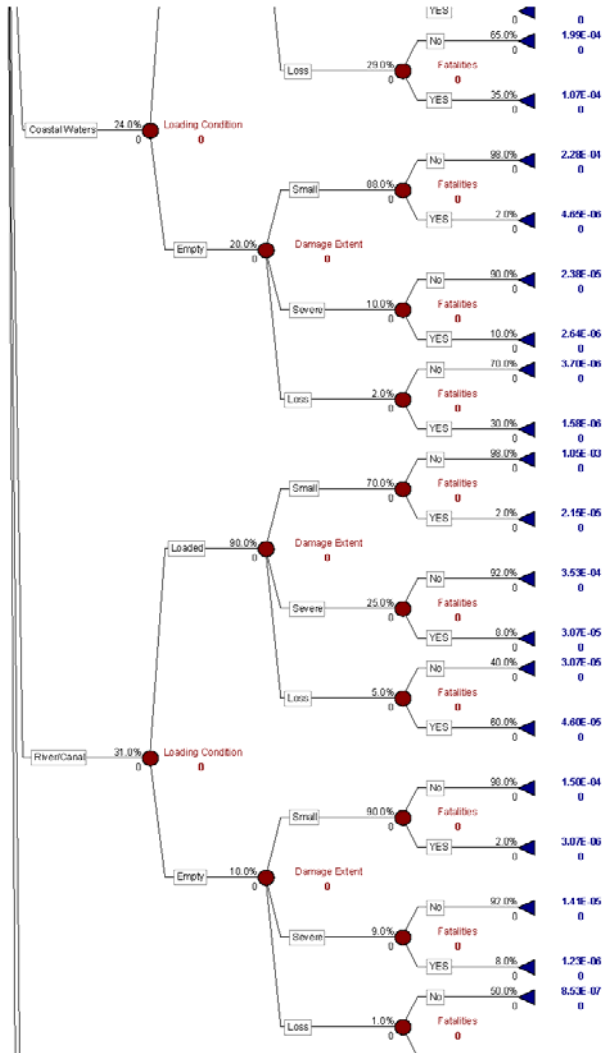 YES
0
0
No 65.0% 1.99E-04
0 0
Loss 29.0% Fatalities
0 0
YES 35.0% 1.07E-04
0 0
Coastal Waters 24.0% Loading Condition
0 0
No 98.0% 2.28E-04
0 0
Small 88.0% Fatalities
0 0
YES 2.0% 4.65E-06
0 0
Empty 20.0% Damage Extent
0 0
No 90.0% 2.38E-05
0 0
Severe 10.0% Fatalities
0 0
YES 10.0% 2.64E-06
0 0
No 70.0% 3.70E-06
0 0
Loss 2.0% Fatalities
0 0
YES 30.0% 1.58E-06
0 0
No 98.0% 1.05E-03
0 0
Small 70.0% Fatalities
0 0
YES 2.0% 2.15E-05
0 0
Loaded 90.0% Damage Extent
0 0
No 92.0% 3.53E-04
0 0
Severe 25.0% Fatalities
0 0
YES 8.0% 3.07E-05
0 0
No 40.0% 3.07E-05
0 0
Loss 5.0% Fatalities
0 0
YES 60.0% 4.60E-05
0 0
River/Canal 31.0% Loading Condition
0 0
No 98.0% 1.50E-04
0 0
Small 90.0% Fatalities
0 0
YES 2.0% 3.07E-06
0 0
Empty 10.0% Damage Extent
0 0
No 92.0% 1.41E-05
0 0
Severe 9.0% Fatalities
0 0
YES 8.0% 1.23E-06
0 0
No 50.0% 8.53E-07
0 0
Loss 1.0% Fatalities
0 0